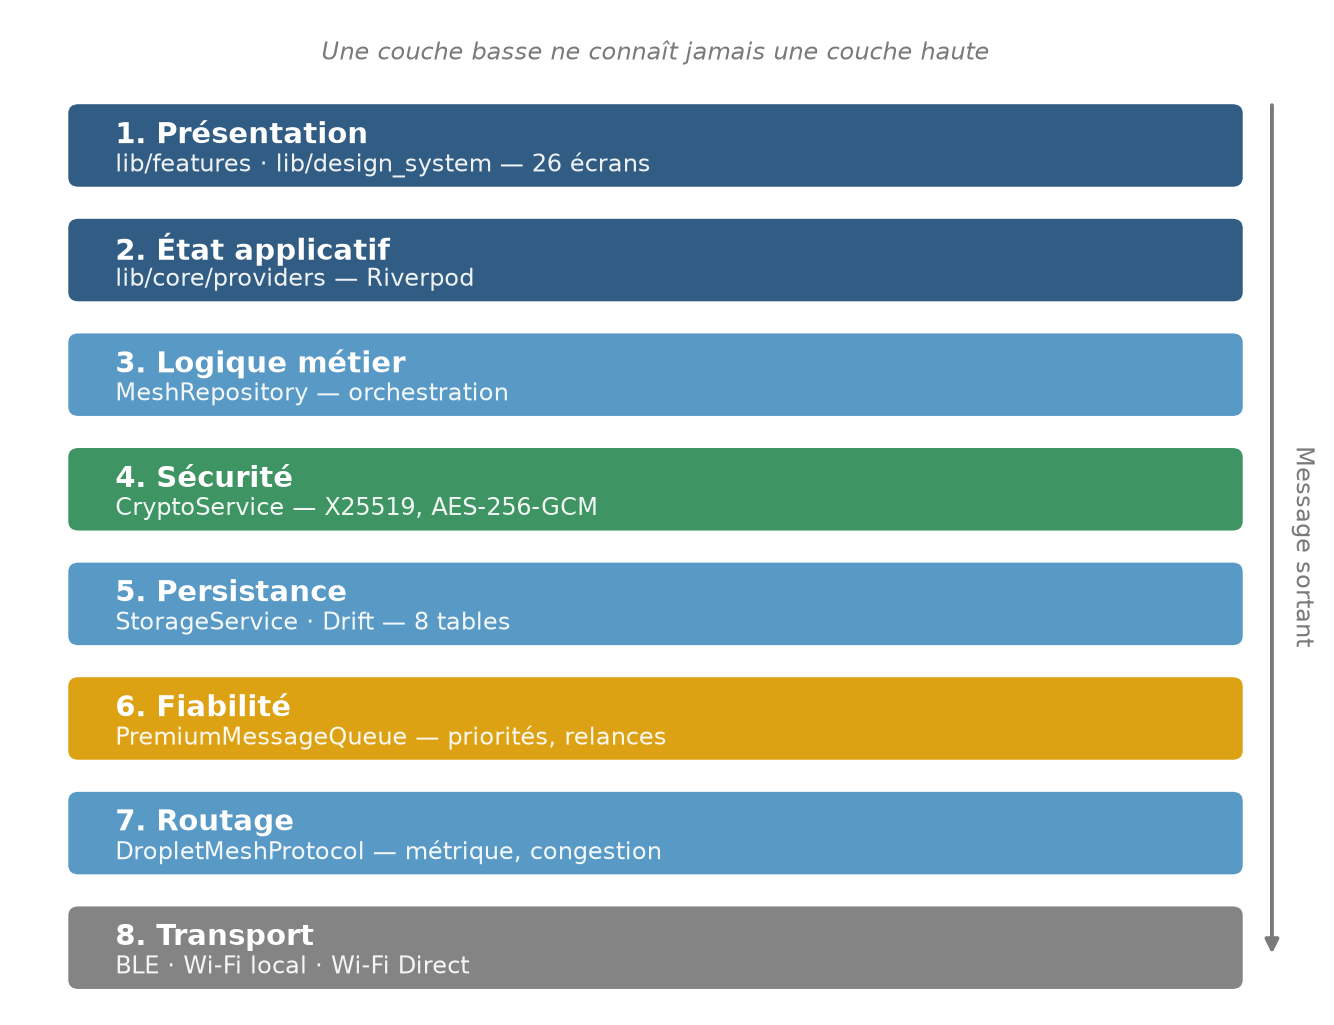 Une couche basse ne connaît jamais une couche haute
1. Présentation
lib/features · lib/design_system — 26 écrans
2. État applicatif
lib/core/providers — Riverpod
3. Logique métier
MeshRepository — orchestration
4. Sécurité
CryptoService — X25519, AES-256-GCM
5. Persistance
StorageService · Drift — 8 tables
6. Fiabilité
PremiumMessageQueue — priorités, relances
7. Routage
DropletMeshProtocol — métrique, congestion
8. Transport
BLE · Wi-Fi local · Wi-Fi Direct
Message sortant